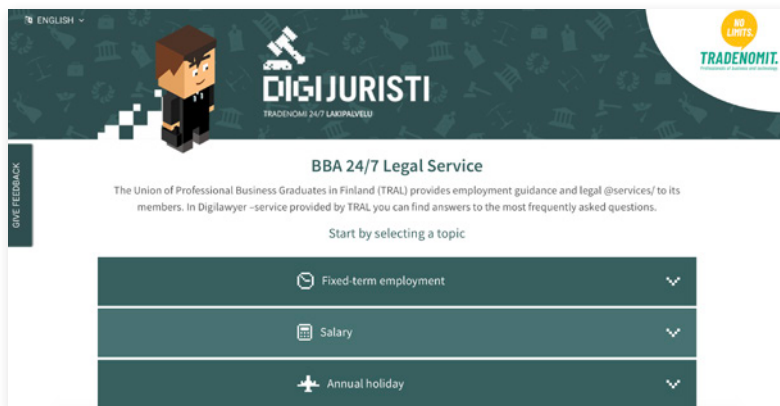 ENGLISH
NO
LIMITS.
TRADENOMIT.
Professionals of business and technology
DIGIJURISTI
TRADENOMI 24/7 LAKIPALVELU
GIVE FEEDBACK
BBA 24/7 Legal Service
The Union of Professional Business Graduates in Finland (TRAL) provides employment guidance and legal @services/ to its
members. In Digilawyer –service provided by TRAL you can find answers to the most frequently asked questions.
Start by selecting a topic
Fixed-term employment
Salary
Annual holiday